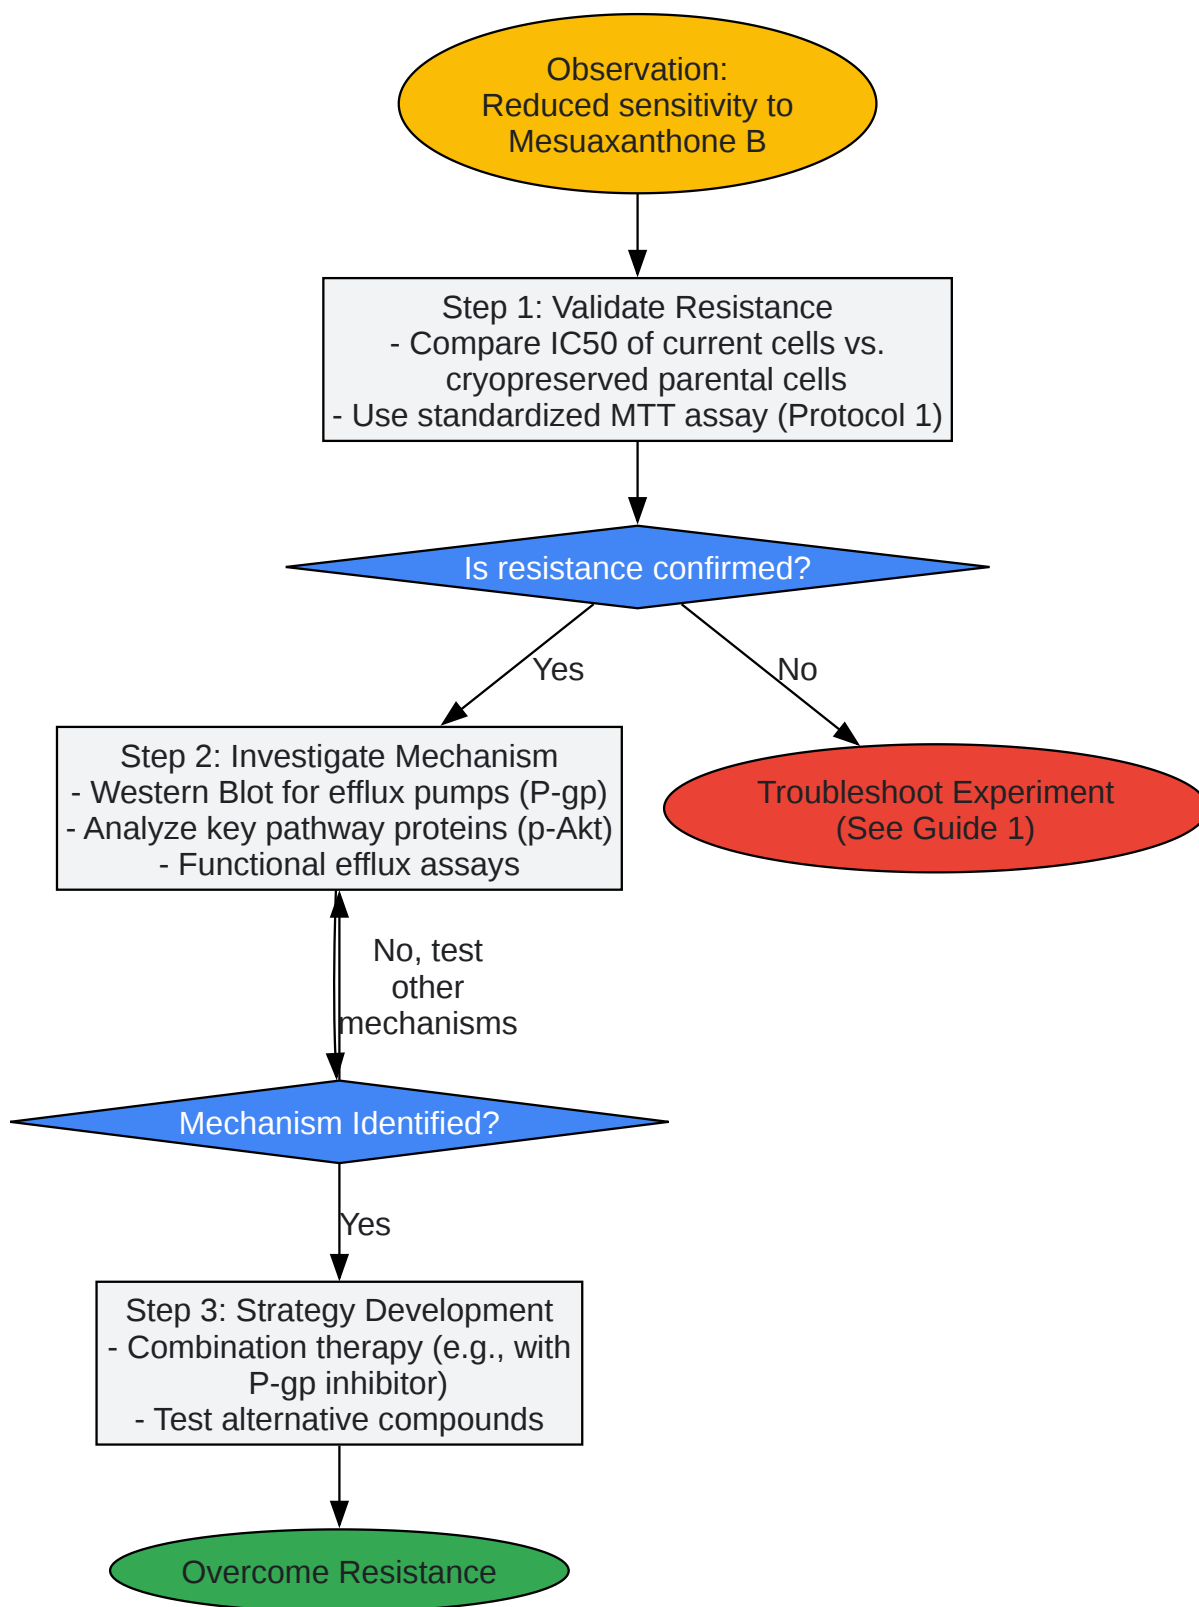 Observation:
Reduced sensitivity to
Mesuaxanthone B
Step 1: Validate Resistance
- Compare IC50 of current cells vs.
cryopreserved parental cells
- Use standardized MTT assay (Protocol 1)
Is resistance confirmed?
Yes
No
Step 2: Investigate Mechanism
- Western Blot for efflux pumps (P-gp)
- Analyze key pathway proteins (p-Akt)
- Functional efflux assays
Troubleshoot Experiment
(See Guide 1)
No, test
other
mechanisms
Mechanism Identified?
Yes
Step 3: Strategy Development
- Combination therapy (e.g., with
P-gp inhibitor)
- Test alternative compounds
Overcome Resistance